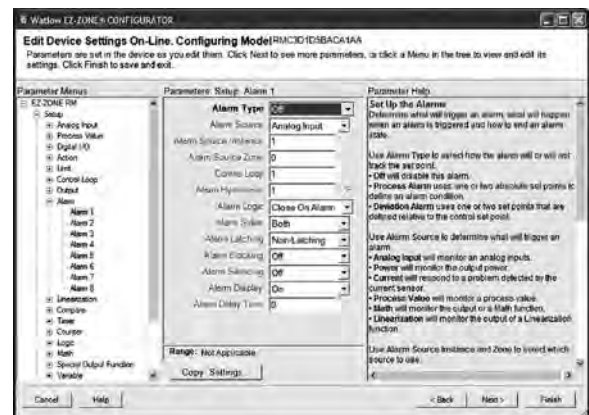 Watlow EZ-ZONE® CONFIGURATOR
Edit Device Settings On-Line. Configuring Model RMC3D1D5BACA1AA
Parameters are set in the device as you edit them. Click Next to see more parameters, or click a Menu in the tree to view and edit its
settings. Click Finish to save and exit.
Parameter Menus
EZ-ZONE RM
Setup
Analog Input
Process Value
Digital I/O
Action
Limit
Control Loop
Output
Alarm
Alarm 1
Alarm 2
Alarm 3
Alarm 4
Alarm 5
Alarm 6
Alarm 7
Alarm 8
Linearization
Compare
Timer
Counter
Logic
Math
Special Output Function
Variable
Parameters: Setup: Alarm 1
Alarm Type Off
Alarm Source Analog Input
Alarm Source Instance 1
Alarm Source Zone 0
Control Loop 1
Alarm Hysteresis 1
Alarm Logic Close On Alarm
Alarm Sides Both
Alarm Latching Non-Latching
Alarm Blocking Off
Alarm Silencing Off
Alarm Display On
Alarm Delay Time 0
Range: Not Applicable
Copy Settings
Parameter Help
Set Up the Alarms
Determine what will trigger an alarm, what will happen
when an alarm is triggered and how to end an alarm
state.
Use Alarm Type to select how the alarm will or will not
track the set point.
• Off will disable this alarm.
• Process Alarm uses one or two absolute set points to
define an alarm condition.
• Deviation Alarm uses one or two set points that are
defined relative to the control set point.
Use Alarm Source to determine what will trigger an
alarm.
• Analog Input will monitor an analog inputs.
• Power will monitor the output power.
• Current will respond to a problem detected by the
current sensor.
• Process Value will monitor a process value.
• Math will monitor the output of a Math function.
• Linearization will monitor the output of a Linearization
function.
Use Alarm Source Instance and Zone to select which
source to use.
Cancel
Help
< Back
Next >
Finish